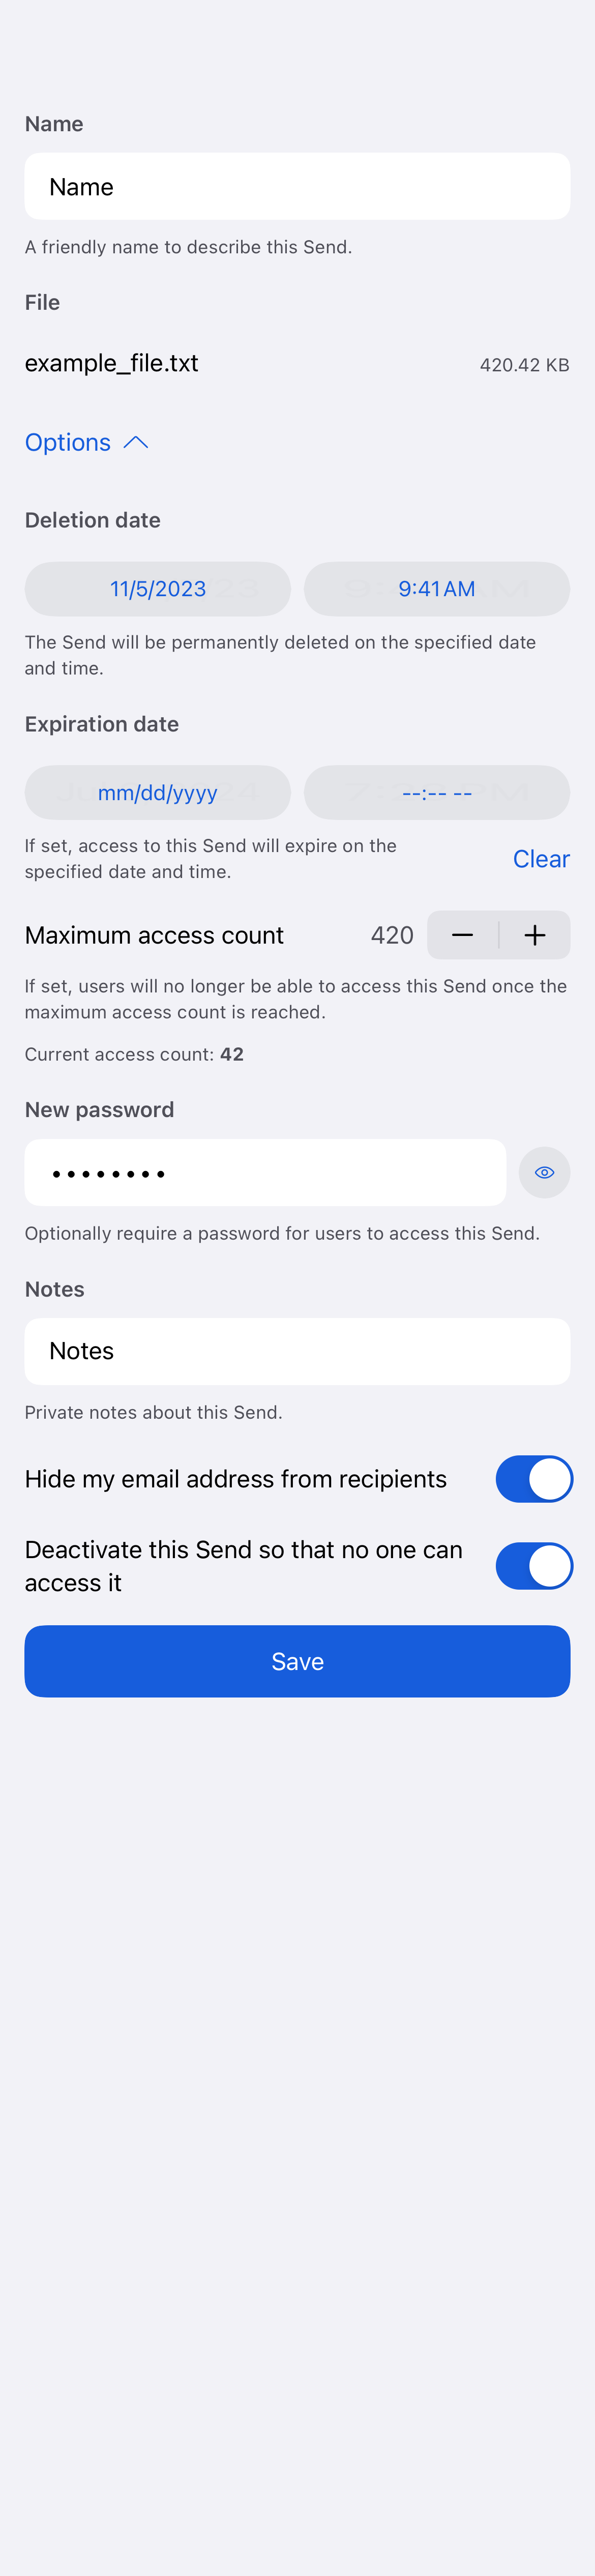 Name
Name
A friendly name to describe this Send.
File
example_file.txt 420.42 KB
Options
Deletion date
11/5/2023 9:41 AM
The Send will be permanently deleted on the specified date
and time.
Expiration date
mm/dd/yyyy --:-- --
If set, access to this Send will expire on the
specified date and time.
Clear
Maximum access count 420
If set, users will no longer be able to access this Send once the
maximum access count is reached.
Current access count: 42
New password
••••••••
Optionally require a password for users to access this Send.
Notes
Notes
Private notes about this Send.
Hide my email address from recipients
Deactivate this Send so that no one can
access it
Save